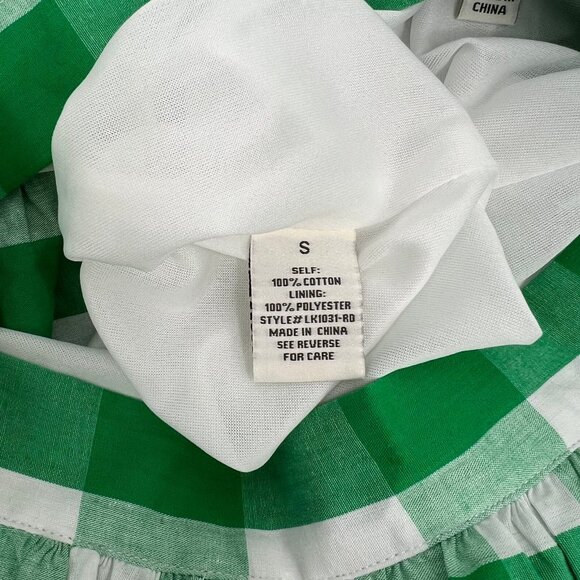 CHINA
S
SELF:
100% COTTON
LINING:
100% POLYESTER
STYLE# LK1031-RD
MADE IN CHINA
SEE REVERSE
FOR CARE